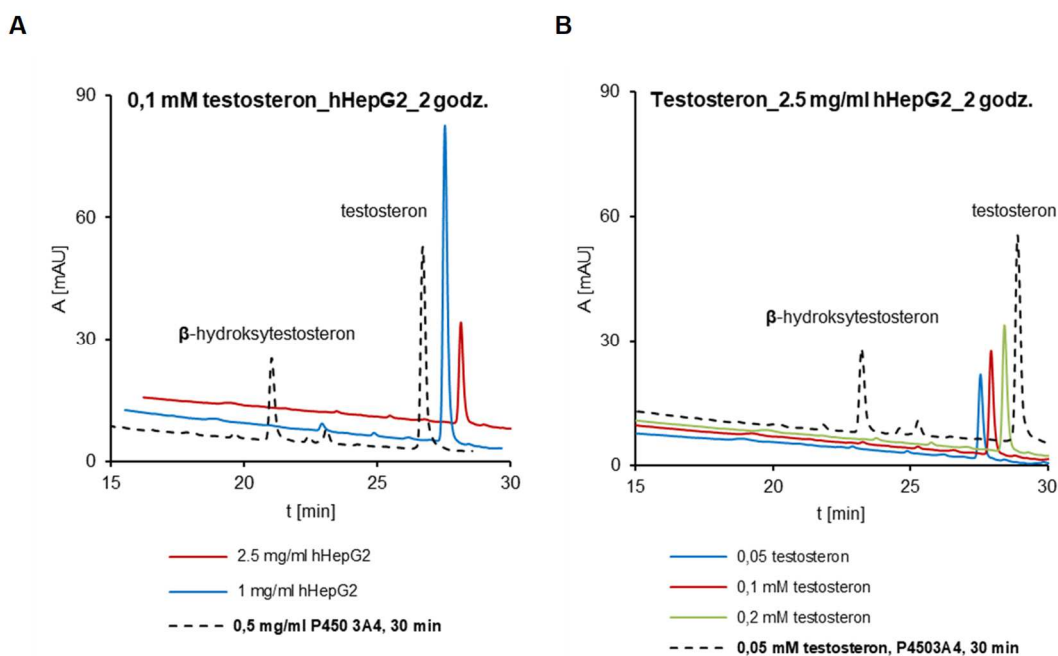 A
0,1 mM testosteron_hHepG2_2 godz.
90
60
30
0
A [mAU]
testosteron
β-hydroksytestosteron
15 20 25 30
t [min]
2.5 mg/ml hHepG2
1 mg/ml hHepG2
0,5 mg/ml P450 3A4, 30 min
B
Testosteron_2.5 mg/ml hHepG2_2 godz.
90
60
30
0
A [mAU]
testosteron
β-hydroksytestosteron
15 20 25 30
t [min]
0,05 testosteron
0,1 mM testosteron
0,2 mM testosteron
0,05 mM testosteron, P4503A4, 30 min